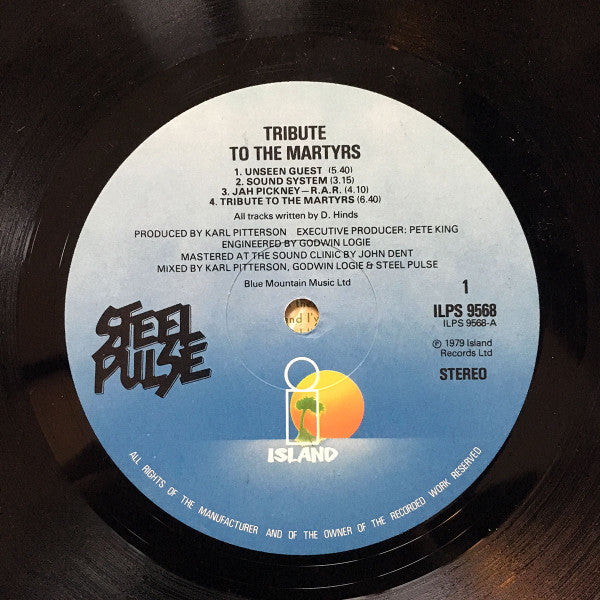 TRIBUTE
TO THE MARTYRS
1. UNSEEN GUEST (5.40)
2. SOUND SYSTEM (3.15)
3. JAH PICKNEY—R.A.R. (4.10)
4. TRIBUTE TO THE MARTYRS (6.40)
All tracks written by D. Hinds
PRODUCED BY KARL PITTERSON EXECUTIVE PRODUCER: PETE KING
ENGINEERED BY GODWIN LOGIE
MASTERED AT THE SOUND CLINIC BY JOHN DENT
MIXED BY KARL PITTERSON, GODWIN LOGIE & STEEL PULSE
Blue Mountain Music Ltd
1
ILPS 9568
ILPS 9568-A
℗ 1979 Island
Records Ltd
STEREO
STEEL
PULSE
nd I'v
ISLAND
ALL RIGHTS OF THE MANUFACTURER AND OF THE OWNER OF THE RECORDED WORK RESERVED